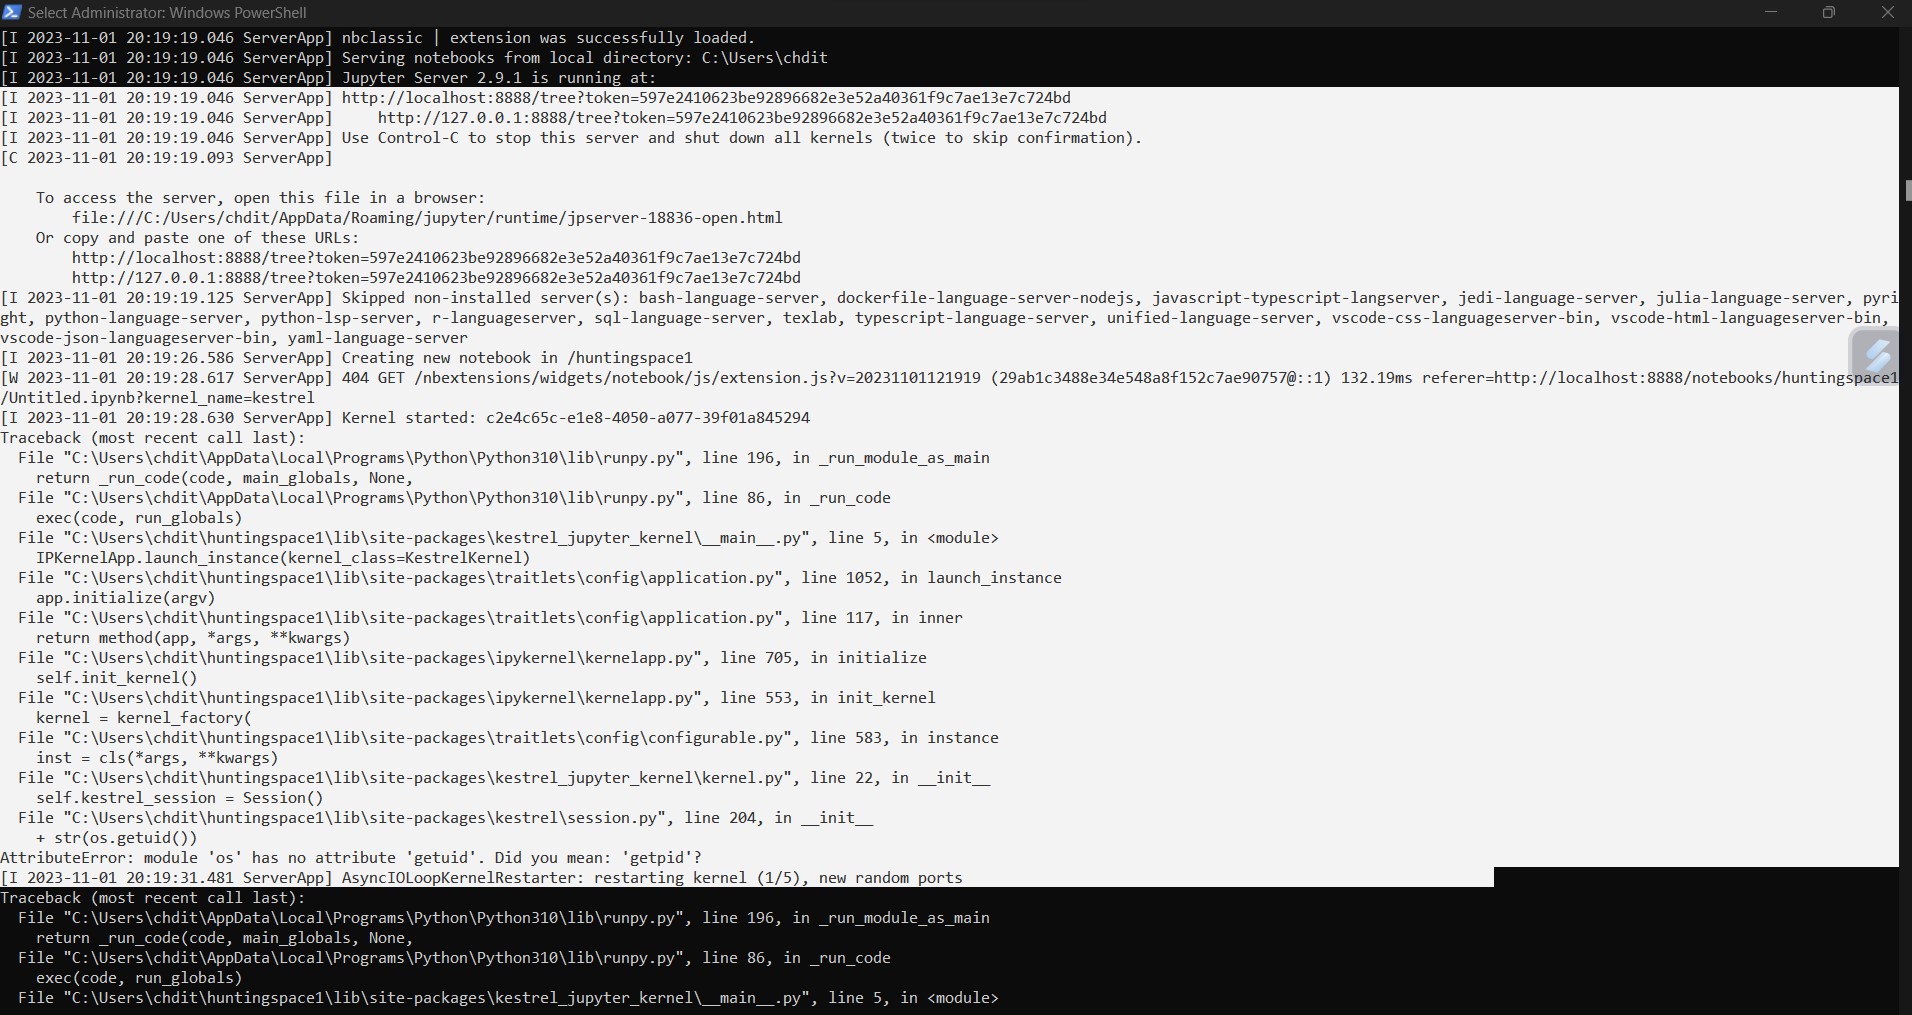 Select Administrator: Windows PowerShell
[I 2023-11-01 20:19:19.046 ServerApp] nbclassic | extension was successfully loaded.
[I 2023-11-01 20:19:19.046 ServerApp] Serving notebooks from local directory: C:\Users\chdit
[I 2023-11-01 20:19:19.046 ServerApp] Jupyter Server 2.9.1 is running at:
[I 2023-11-01 20:19:19.046 ServerApp] http://localhost:8888/tree?token=597e2410623be92896682e3e52a40361f9c7ae13e7c724bd
[I 2023-11-01 20:19:19.046 ServerApp]     http://127.0.0.1:8888/tree?token=597e2410623be92896682e3e52a40361f9c7ae13e7c724bd
[I 2023-11-01 20:19:19.046 ServerApp] Use Control-C to stop this server and shut down all kernels (twice to skip confirmation).
[C 2023-11-01 20:19:19.093 ServerApp]
    To access the server, open this file in a browser:
        file:///C:/Users/chdit/AppData/Roaming/jupyter/runtime/jpserver-18836-open.html
    Or copy and paste one of these URLs:
        http://localhost:8888/tree?token=597e2410623be92896682e3e52a40361f9c7ae13e7c724bd
        http://127.0.0.1:8888/tree?token=597e2410623be92896682e3e52a40361f9c7ae13e7c724bd
[I 2023-11-01 20:19:19.125 ServerApp] Skipped non-installed server(s): bash-language-server, dockerfile-language-server-nodejs, javascript-typescript-langserver, jedi-language-server, julia-language-server, pyri
ght, python-language-server, python-lsp-server, r-languageserver, sql-language-server, texlab, typescript-language-server, unified-language-server, vscode-css-languageserver-bin, vscode-html-languageserver-bin,
vscode-json-languageserver-bin, yaml-language-server
[I 2023-11-01 20:19:26.586 ServerApp] Creating new notebook in /huntingspace1
[W 2023-11-01 20:19:28.617 ServerApp] 404 GET /nbextensions/widgets/notebook/js/extension.js?v=20231101121919 (29ab1c3488e34e548a8f152c7ae90757@::1) 132.19ms referer=http://localhost:8888/notebooks/huntingspace1
/Untitled.ipynb?kernel_name=kestrel
[I 2023-11-01 20:19:28.630 ServerApp] Kernel started: c2e4c65c-e1e8-4050-a077-39f01a845294
Traceback (most recent call last):
  File "C:\Users\chdit\AppData\Local\Programs\Python\Python310\lib\runpy.py", line 196, in _run_module_as_main
    return _run_code(code, main_globals, None,
  File "C:\Users\chdit\AppData\Local\Programs\Python\Python310\lib\runpy.py", line 86, in _run_code
    exec(code, run_globals)
  File "C:\Users\chdit\huntingspace1\lib\site-packages\kestrel_jupyter_kernel\__main__.py", line 5, in <module>
    IPKernelApp.launch_instance(kernel_class=KestrelKernel)
  File "C:\Users\chdit\huntingspace1\lib\site-packages\traitlets\config\application.py", line 1052, in launch_instance
    app.initialize(argv)
  File "C:\Users\chdit\huntingspace1\lib\site-packages\traitlets\config\application.py", line 117, in inner
    return method(app, *args, **kwargs)
  File "C:\Users\chdit\huntingspace1\lib\site-packages\ipykernel\kernelapp.py", line 705, in initialize
    self.init_kernel()
  File "C:\Users\chdit\huntingspace1\lib\site-packages\ipykernel\kernelapp.py", line 553, in init_kernel
    kernel = kernel_factory(
  File "C:\Users\chdit\huntingspace1\lib\site-packages\traitlets\config\configurable.py", line 583, in instance
    inst = cls(*args, **kwargs)
  File "C:\Users\chdit\huntingspace1\lib\site-packages\kestrel_jupyter_kernel\kernel.py", line 22, in __init__
    self.kestrel_session = Session()
  File "C:\Users\chdit\huntingspace1\lib\site-packages\kestrel\session.py", line 204, in __init__
    + str(os.getuid())
AttributeError: module 'os' has no attribute 'getuid'. Did you mean: 'getpid'?
[I 2023-11-01 20:19:31.481 ServerApp] AsyncIOLoopKernelRestarter: restarting kernel (1/5), new random ports
Traceback (most recent call last):
  File "C:\Users\chdit\AppData\Local\Programs\Python\Python310\lib\runpy.py", line 196, in _run_module_as_main
    return _run_code(code, main_globals, None,
  File "C:\Users\chdit\AppData\Local\Programs\Python\Python310\lib\runpy.py", line 86, in _run_code
    exec(code, run_globals)
  File "C:\Users\chdit\huntingspace1\lib\site-packages\kestrel_jupyter_kernel\__main__.py", line 5, in <module>